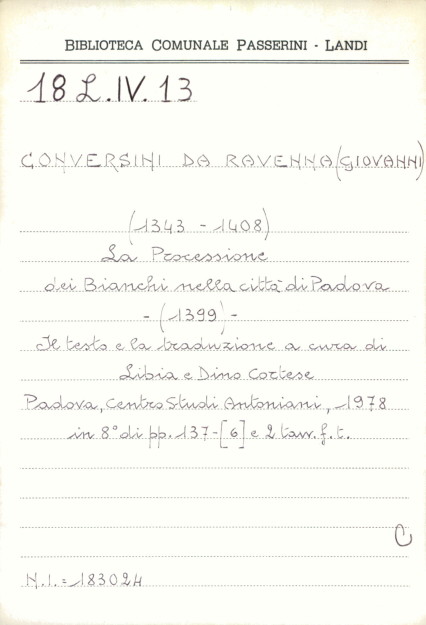 BIBLIOTECA COMUNALE PASSERINI - LANDI
18 L.IV.13
CONVERSINI DA RAVENNA (GIOVANNI)
(1343 - 1408)
La Processione
dei Bianchi nella città di Padova
- (1399) -
Il testo e la traduzione a cura di
Libia e Dino Cortese
Padova, Centro Studi Antoniani, 1978
in 8° di pp. 137-[6] e 2 tav. f. t.
C
N.I. = 183024